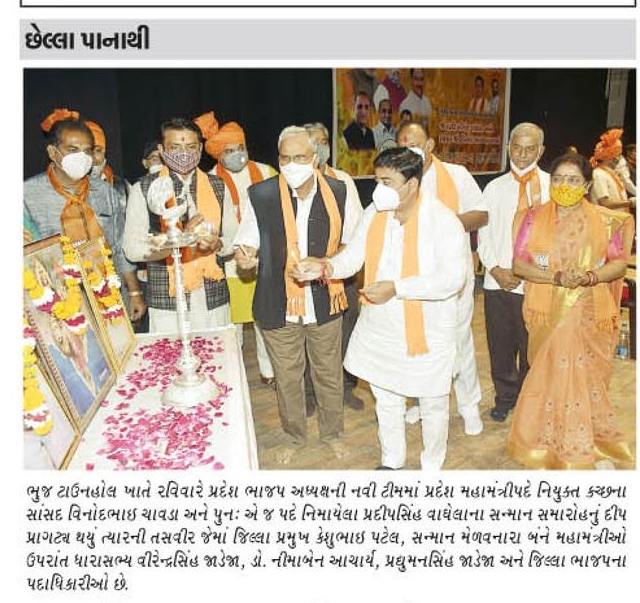 છેલ્લા પાનાથી
ભુજ ટાઉનહોલ ખાતે રવિવારે પ્રદેશ ભાજપ અધ્યક્ષની નવી ટીમમાં પ્રદેશ મહામંત્રીપદે નિયુક્ત કચ્છના
સાંસદ વિનોદભાઇ ચાવડા અને પુનઃ એ જ પદે નિમાયેલા પ્રદીપસિંહ વાઘેલાના સન્માન સમારોહનું દીપ
પ્રાગટ્ય થયું ત્યારની તસવીર જેમાં જિલ્લા પ્રમુખ કેશુભાઇ પટેલ, સન્માન મેળવનારા બંને મહામંત્રીઓ
ઉપરાંત ધારાસભ્ય વીરેન્દ્રસિંહ જાડેજા, ડો. નીમાબેન આચાર્ય, પ્રદ્યુમનસિંહ જાડેજા અને જિલ્લા ભાજપના
પદાધિકારીઓ છે.